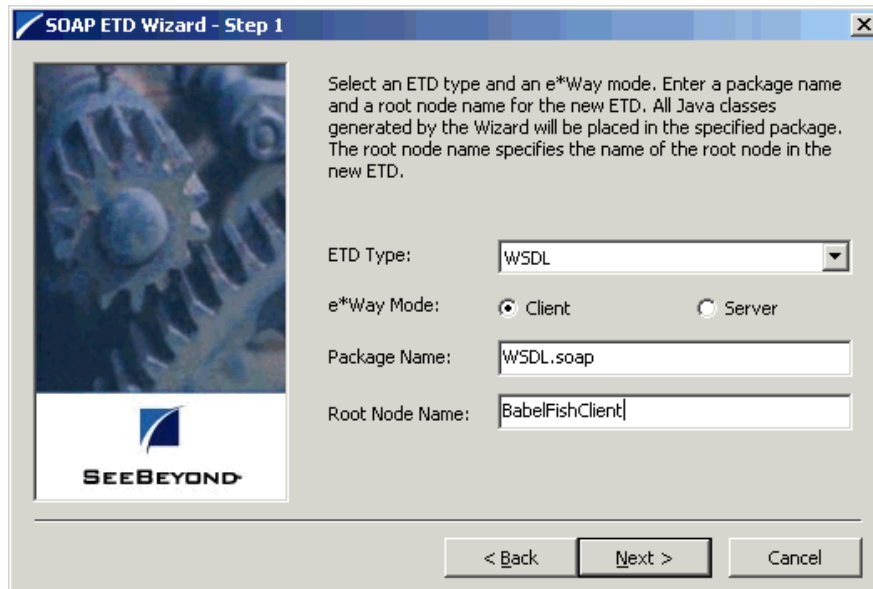 SOAP ETD Wizard - Step 1
Select an ETD type and an e*Way mode. Enter a package name
and a root node name for the new ETD. All Java classes
generated by the Wizard will be placed in the specified package.
The root node name specifies the name of the root node in the
new ETD.
ETD Type: WSDL
e*Way Mode: Client Server
Package Name: WSDL.soap
Root Node Name: BabelFishClient
SEEBEYOND
< Back Next > Cancel